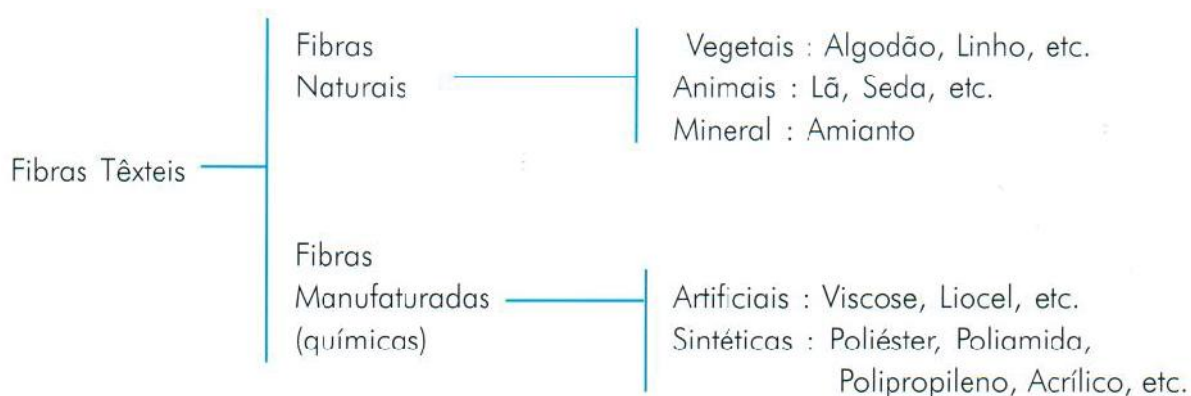 Fibras
Naturais
Vegetais : Algodão, Linho, etc.
Animais : Lã, Seda, etc.
Mineral : Amianto
Fibras Têxteis
Fibras
Manufaturadas
(químicas)
Artificiais : Viscose, Liocel, etc.
Sintéticas : Poliéster, Poliamida,
Polipropileno, Acrílico, etc.